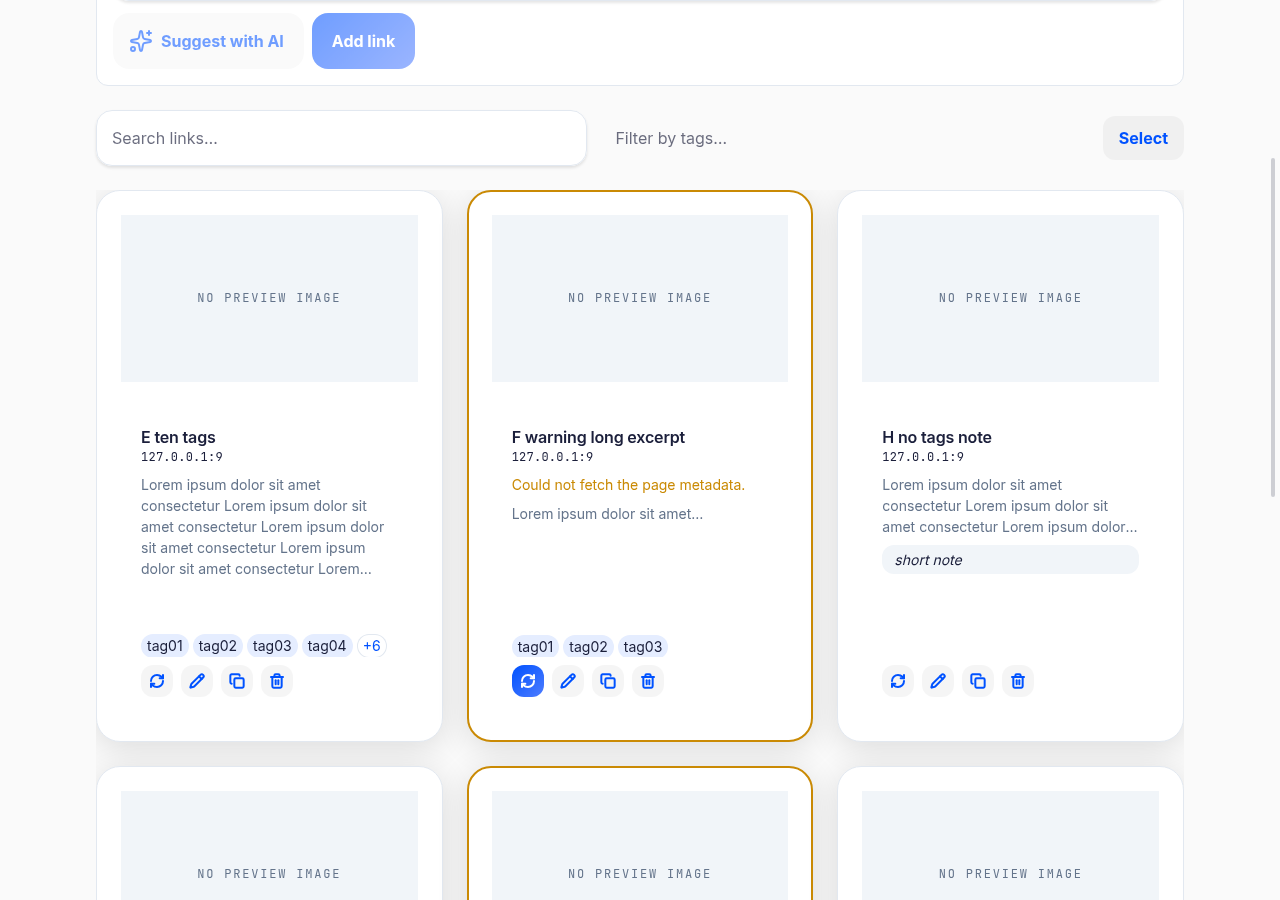 Suggest with AI
Add link
Search links...
Filter by tags...
Select
NO PREVIEW IMAGE
NO PREVIEW IMAGE
NO PREVIEW IMAGE
E ten tags
127.0.0.1:9
Lorem ipsum dolor sit amet
consectetur Lorem ipsum dolor sit
amet consectetur Lorem ipsum dolor
sit amet consectetur Lorem ipsum
dolor sit amet consectetur Lorem...
tag01 tag02 tag03 tag04 +6
F warning long excerpt
127.0.0.1:9
Could not fetch the page metadata.
Lorem ipsum dolor sit amet...
tag01 tag02 tag03
H no tags note
127.0.0.1:9
Lorem ipsum dolor sit amet
consectetur Lorem ipsum dolor sit
amet consectetur Lorem ipsum dolor...
short note
NO PREVIEW IMAGE
NO PREVIEW IMAGE
NO PREVIEW IMAGE